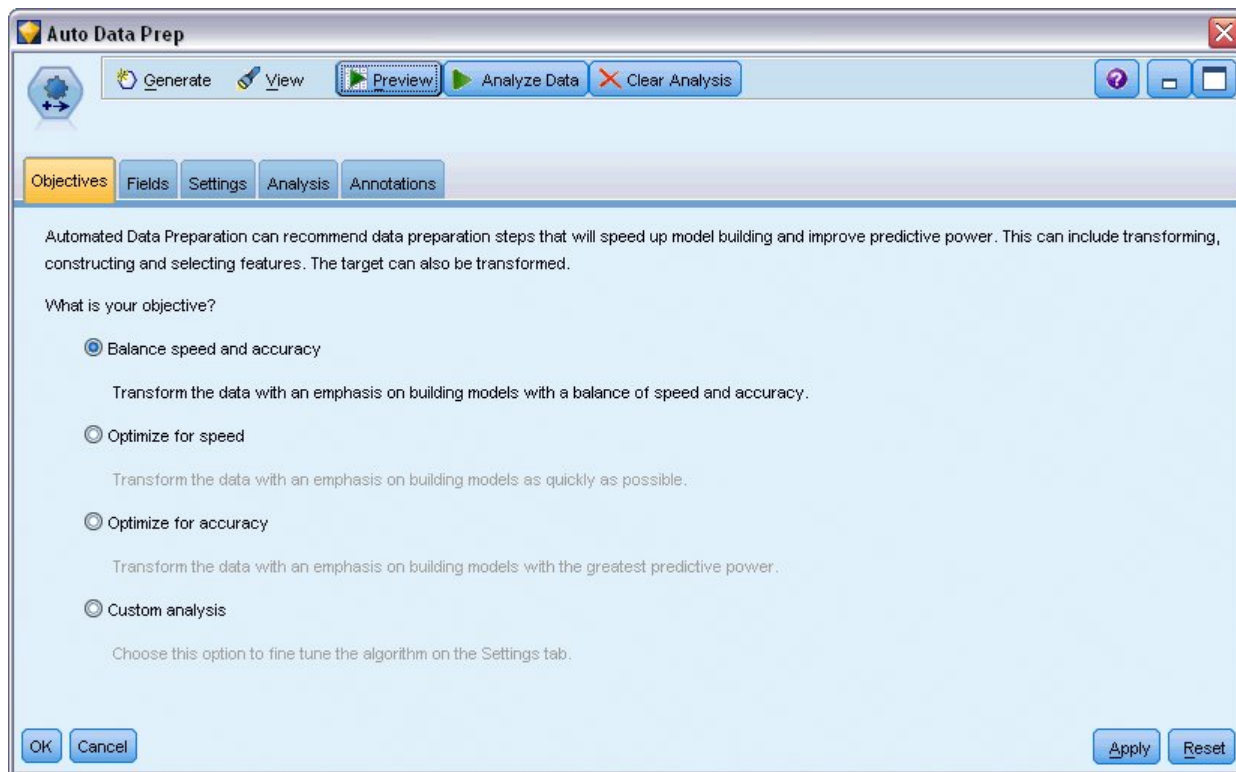 Auto Data Prep
Generate View Preview Analyze Data Clear Analysis ?
Objectives Fields Settings Analysis Annotations
Automated Data Preparation can recommend data preparation steps that will speed up model building and improve predictive power. This can include transforming,
constructing and selecting features. The target can also be transformed.
What is your objective?
Balance speed and accuracy
Transform the data with an emphasis on building models with a balance of speed and accuracy.
Optimize for speed
Transform the data with an emphasis on building models as quickly as possible.
Optimize for accuracy
Transform the data with an emphasis on building models with the greatest predictive power.
Custom analysis
Choose this option to fine tune the algorithm on the Settings tab.
OK Cancel Apply Reset